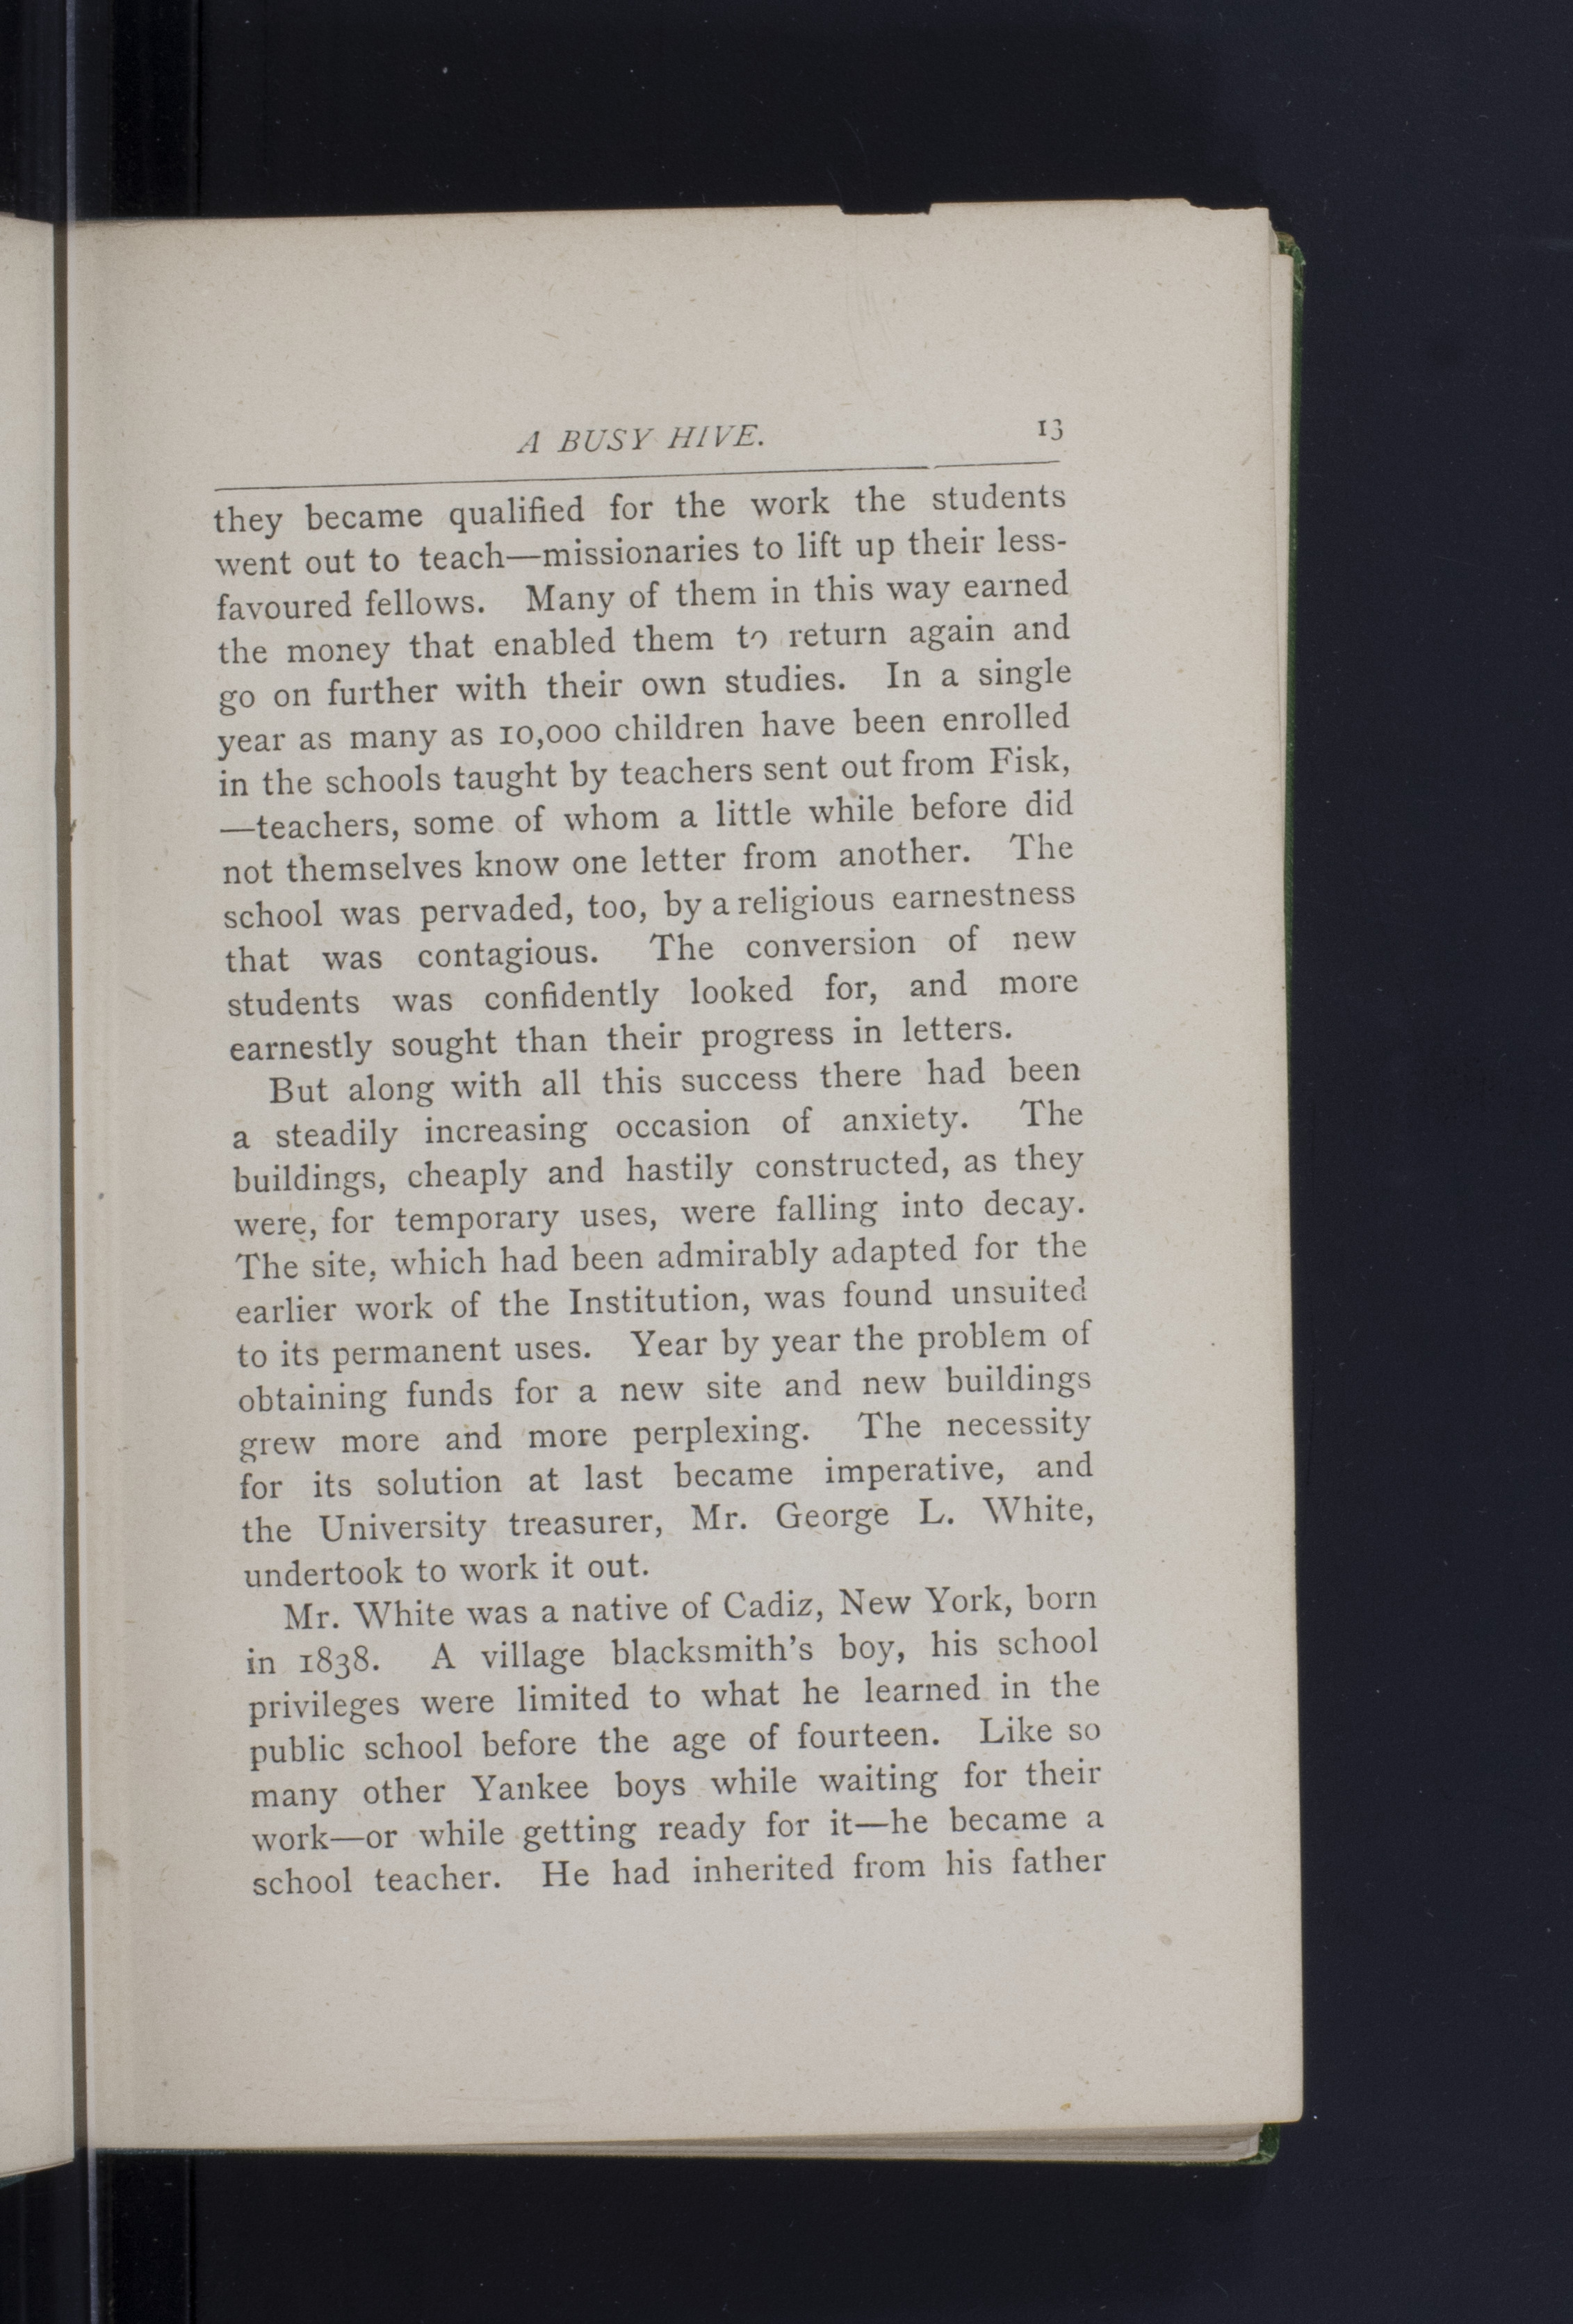 A BUSY HIVE. 13
they became qualified for the work the students
went out to teach—missionaries to lift up their less-
favoured fellows. Many of them in this way earned
the money that enabled them to return again and
go on further with their own studies. In a single
year as many as 10,000 children have been enrolled
in the schools taught by teachers sent out from Fisk,
—teachers, some of whom a little while before did
not themselves know one letter from another. The
school was pervaded, too, by a religious earnestness
that was contagious. The conversion of new
students was confidently looked for, and more
earnestly sought than their progress in letters.
But along with all this success there had been
a steadily increasing occasion of anxiety. The
buildings, cheaply and hastily constructed, as they
were, for temporary uses, were falling into decay.
The site, which had been admirably adapted for the
earlier work of the Institution, was found unsuited
to its permanent uses. Year by year the problem of
obtaining funds for a new site and new buildings
grew more and more perplexing. The necessity
for its solution at last became imperative, and
the University treasurer, Mr. George L. White,
undertook to work it out.
Mr. White was a native of Cadiz, New York, born
in 1838. A village blacksmith's boy, his school
privileges were limited to what he learned in the
public school before the age of fourteen. Like so
many other Yankee boys while waiting for their
work—or while getting ready for it—he became a
school teacher. He had inherited from his father